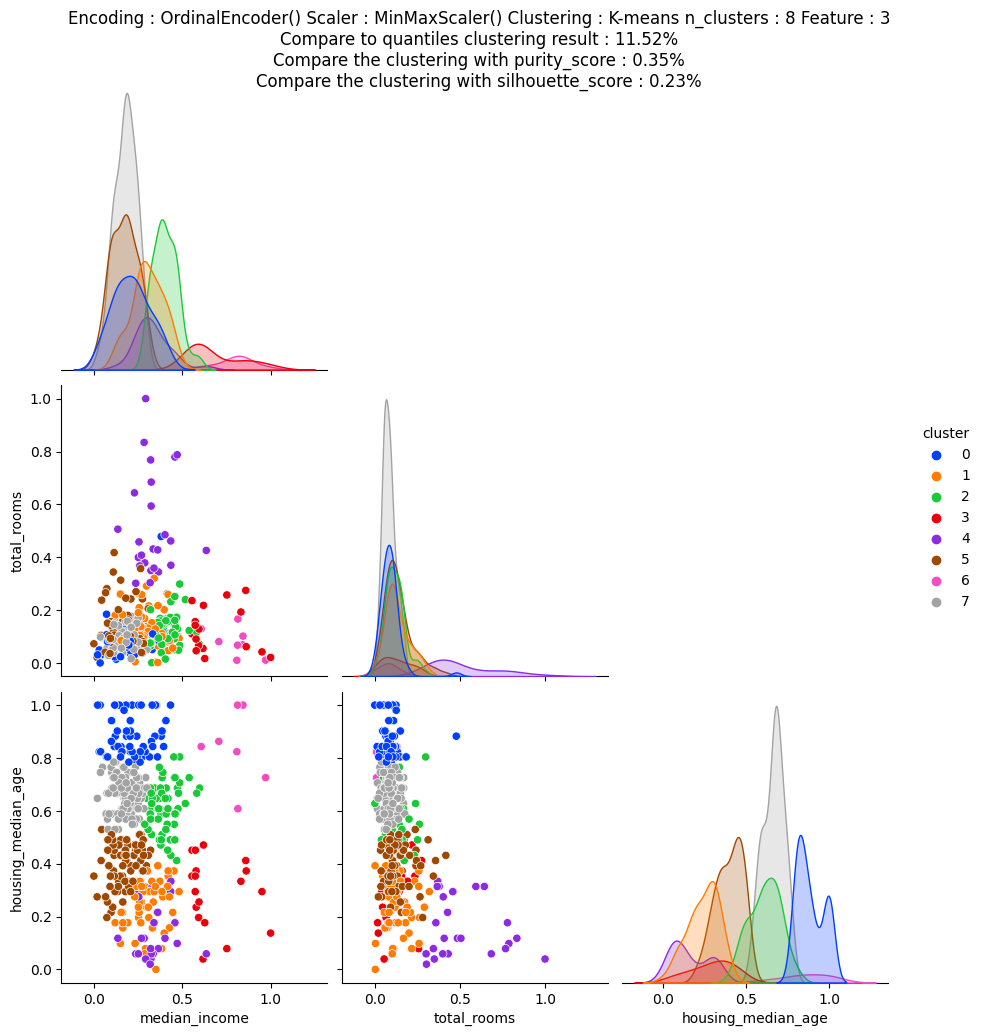 Encoding : OrdinalEncoder() Scaler : MinMaxScaler() Clustering : K-means n_clusters : 8 Feature : 3
Compare to quantiles clustering result : 11.52%
Compare the clustering with purity_score : 0.35%
Compare the clustering with silhouette_score : 0.23%
1.0
0.8
0.6
0.4
0.2
0.0
total_rooms
cluster
0
1
2
3
4
5
6
7
1.0
0.8
0.6
0.4
0.2
0.0
housing_median_age
0.0 0.5 1.0
median_income
0.0 0.5 1.0
total_rooms
0.0 0.5 1.0
housing_median_age